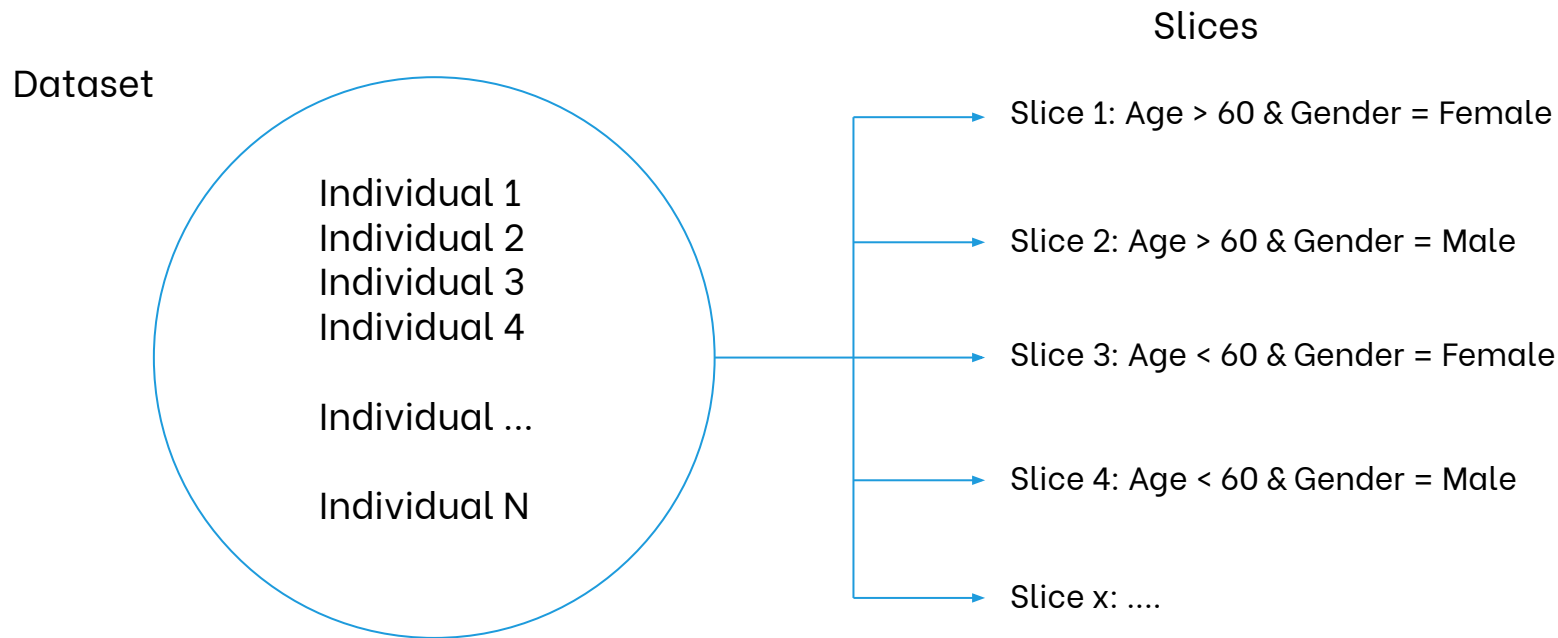 Dataset
Individual 1
Individual 2
Individual 3
Individual 4
Individual ...
Individual N
Slices
Slice 1: Age > 60 & Gender = Female
Slice 2: Age > 60 & Gender = Male
Slice 3: Age < 60 & Gender = Female
Slice 4: Age < 60 & Gender = Male
Slice x: ....